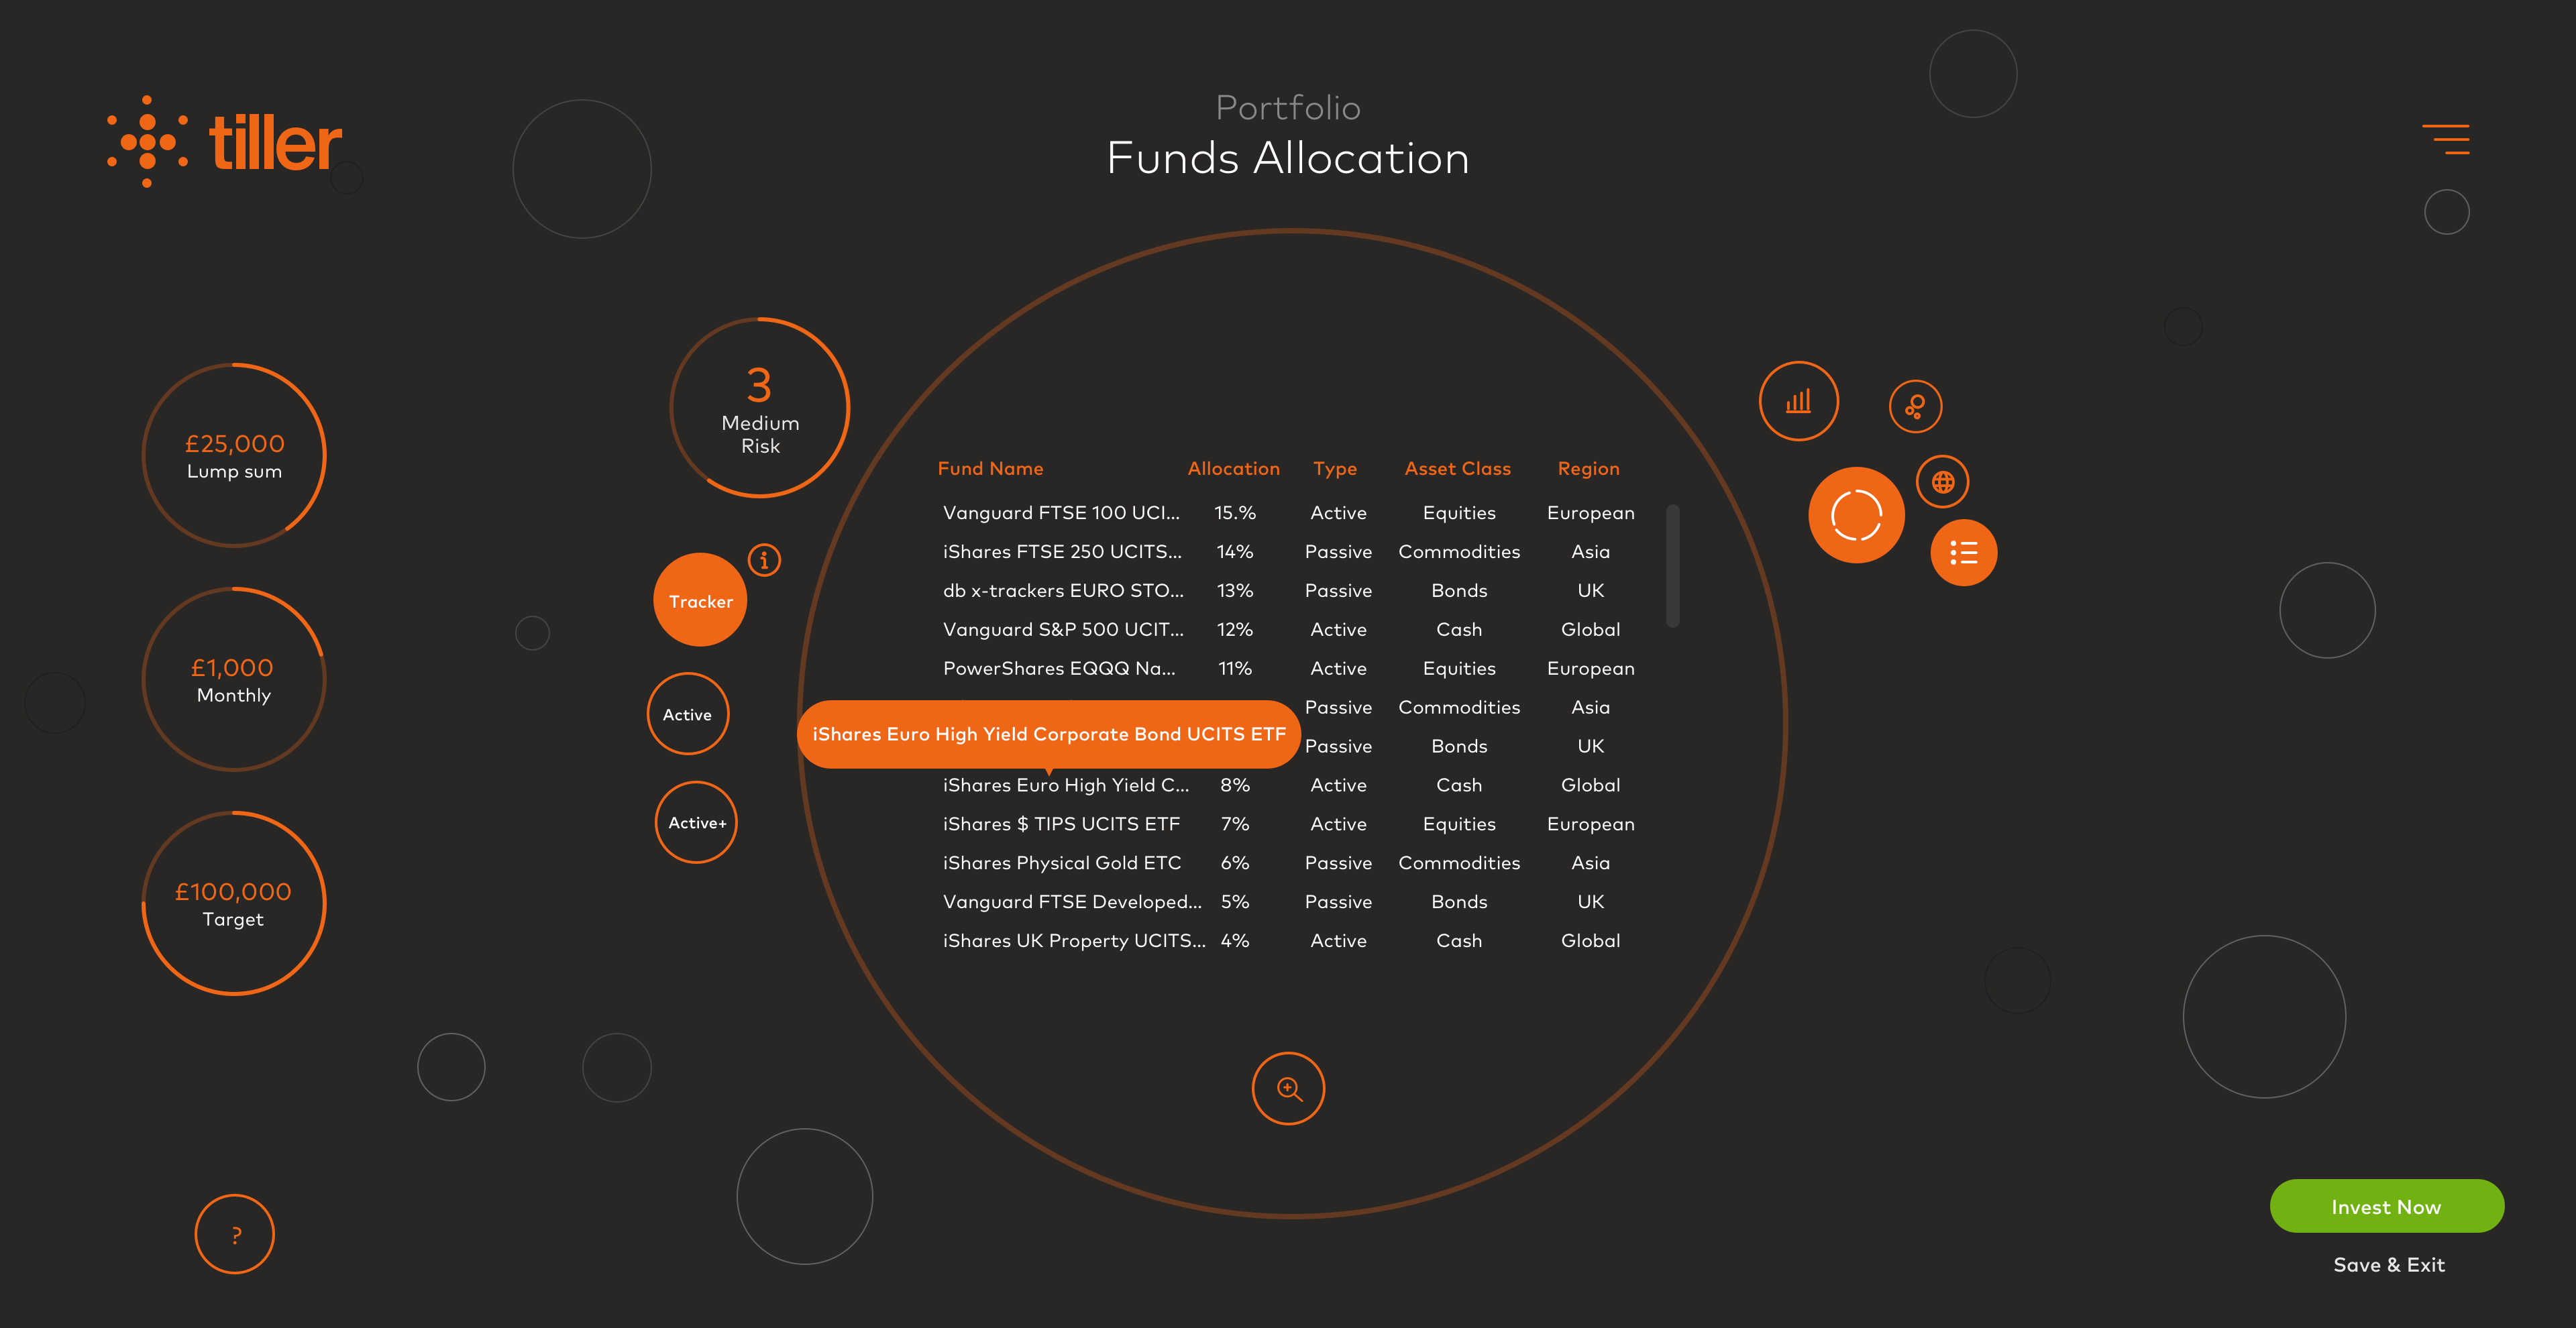 tiller
Portfolio
Funds Allocation
£25,000
Lump sum
£1,000
Monthly
£100,000
Target
?
3
Medium
Risk
Tracker
i
Active
Active+
Fund Name Allocation Type Asset Class Region
Vanguard FTSE 100 UCI... 15.% Active Equities European
iShares FTSE 250 UCITS... 14% Passive Commodities Asia
db x-trackers EURO STO... 13% Passive Bonds UK
Vanguard S&P 500 UCIT... 12% Active Cash Global
PowerShares EQQQ Na... 11% Active Equities European
Passive Commodities Asia
iShares Euro High Yield Corporate Bond UCITS ETF
Passive Bonds UK
iShares Euro High Yield C... 8% Active Cash Global
iShares $ TIPS UCITS ETF 7% Active Equities European
iShares Physical Gold ETC 6% Passive Commodities Asia
Vanguard FTSE Developed... 5% Passive Bonds UK
iShares UK Property UCITS... 4% Active Cash Global
Invest Now
Save & Exit